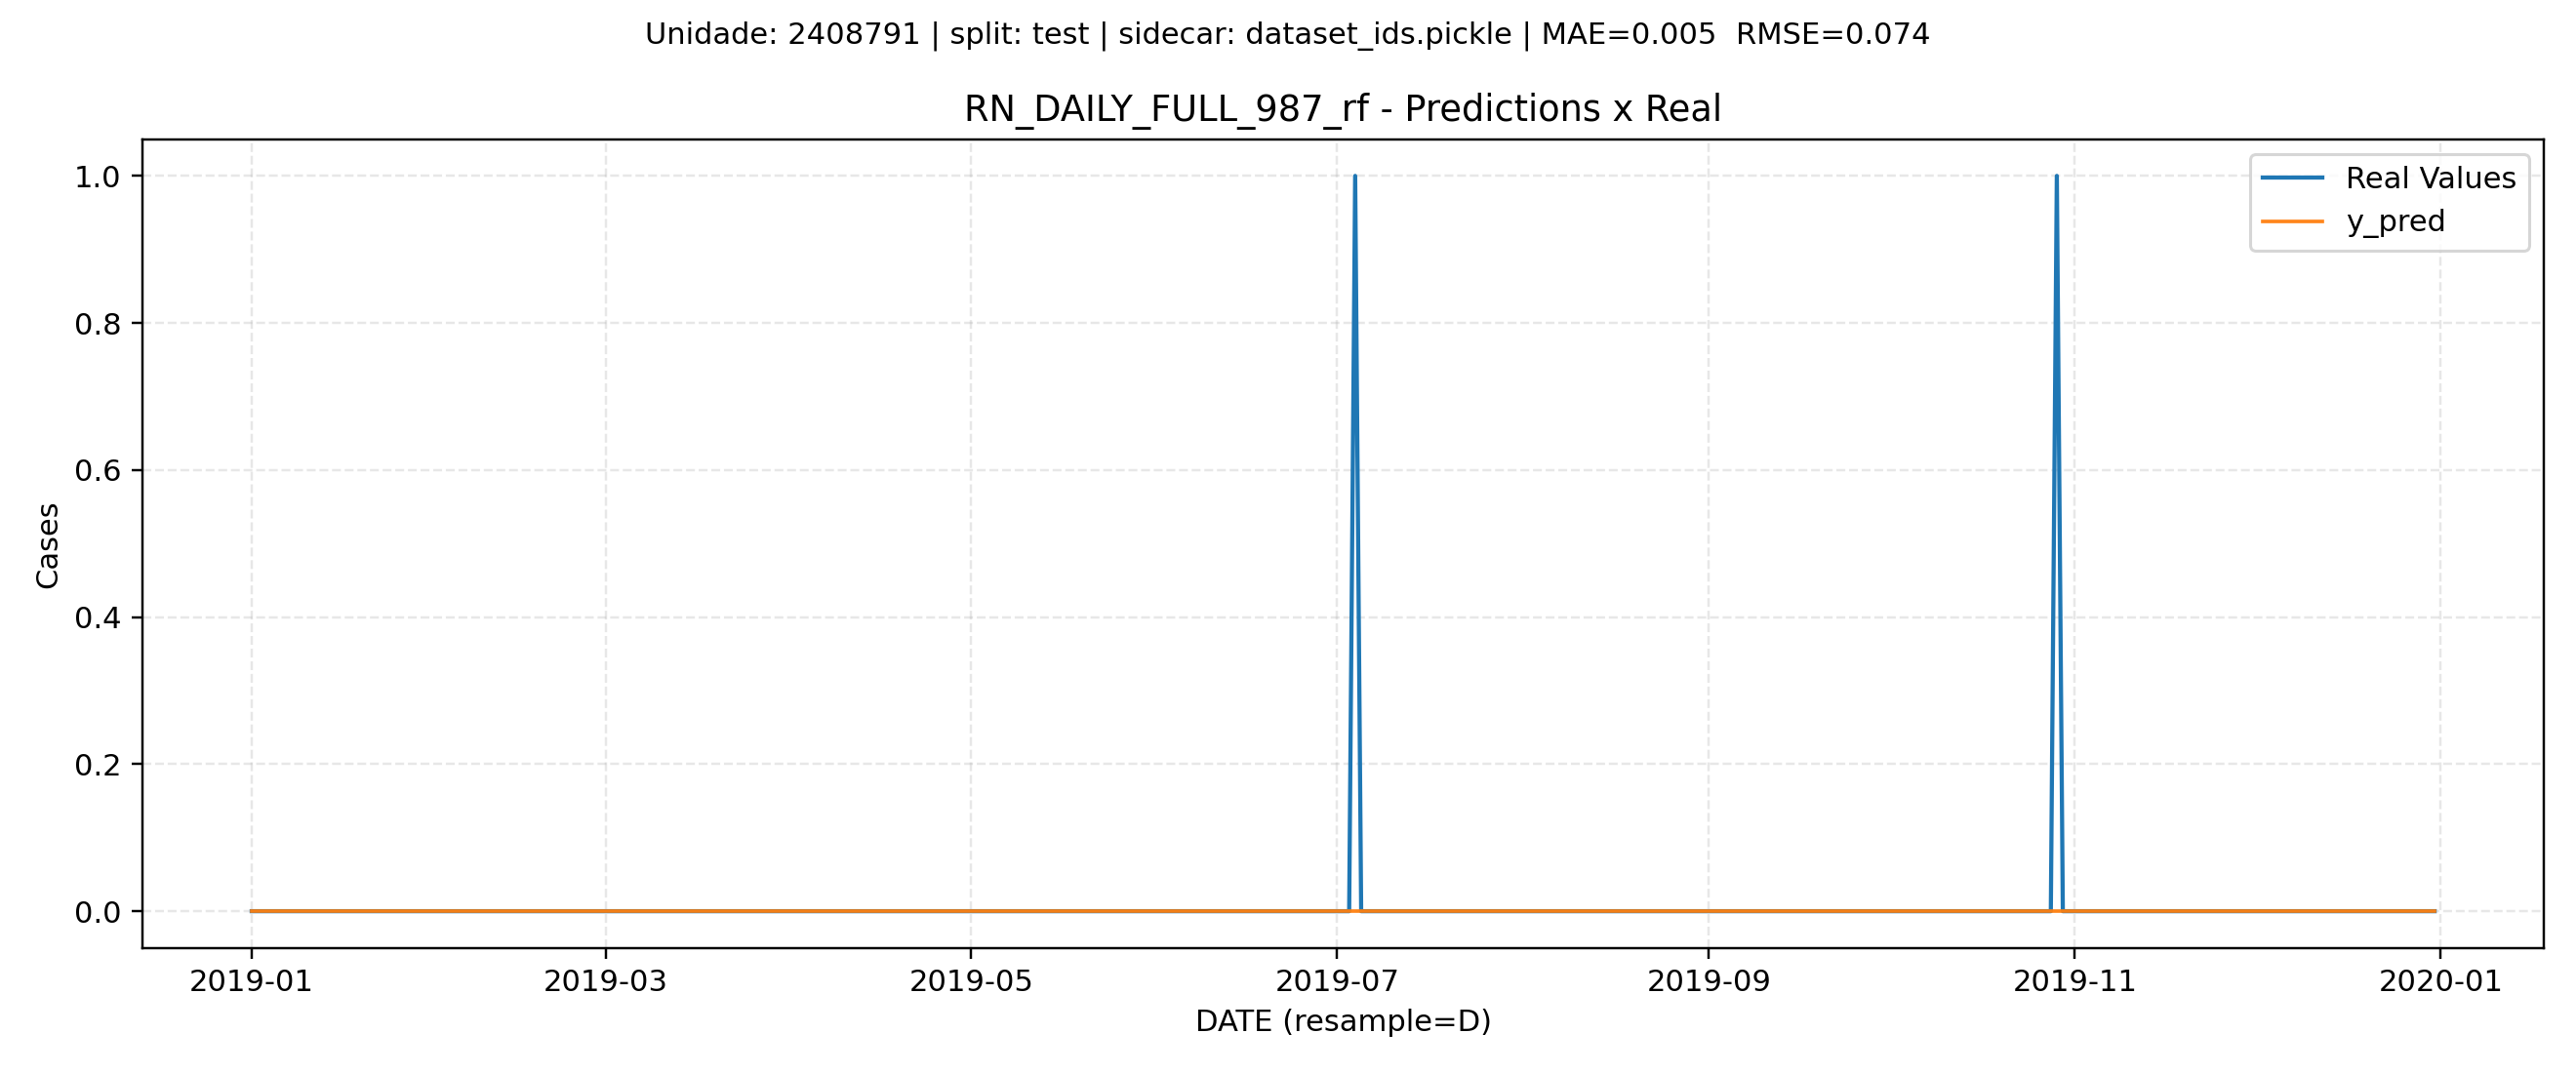 Unidade: 2408791 | split: test | sidecar: dataset_ids.pickle | MAE=0.005  RMSE=0.074
RN_DAILY_FULL_987_rf - Predictions x Real
Real Values
y_pred
1.0
0.8
0.6
0.4
0.2
0.0
Cases
2019-01
2019-03
2019-05
2019-07
2019-09
2019-11
2020-01
DATE (resample=D)